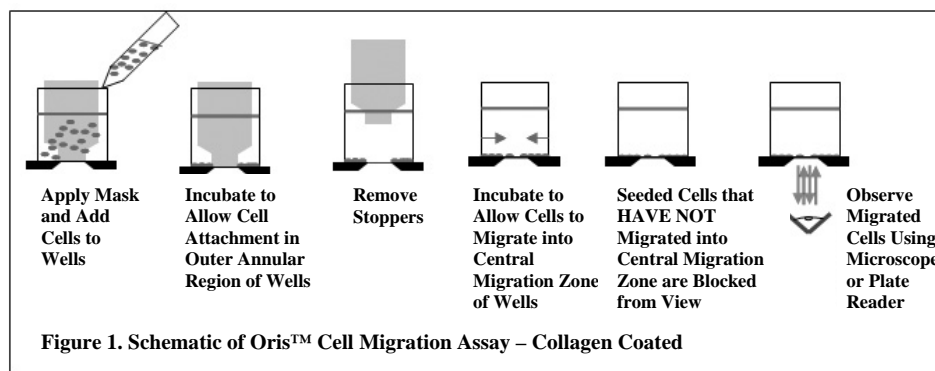 Apply Mask
and Add
Cells to
Wells
Incubate to
Allow Cell
Attachment in
Outer Annular
Region of Wells
Remove
Stoppers
Incubate to
Allow Cells to
Migrate into
Central
Migration Zone
of Wells
Seeded Cells that
HAVE NOT
Migrated into
Central Migration
Zone are Blocked
from View
Observe
Migrated
Cells Using
Microscope
or Plate
Reader
Figure 1. Schematic of Oris™ Cell Migration Assay – Collagen Coated